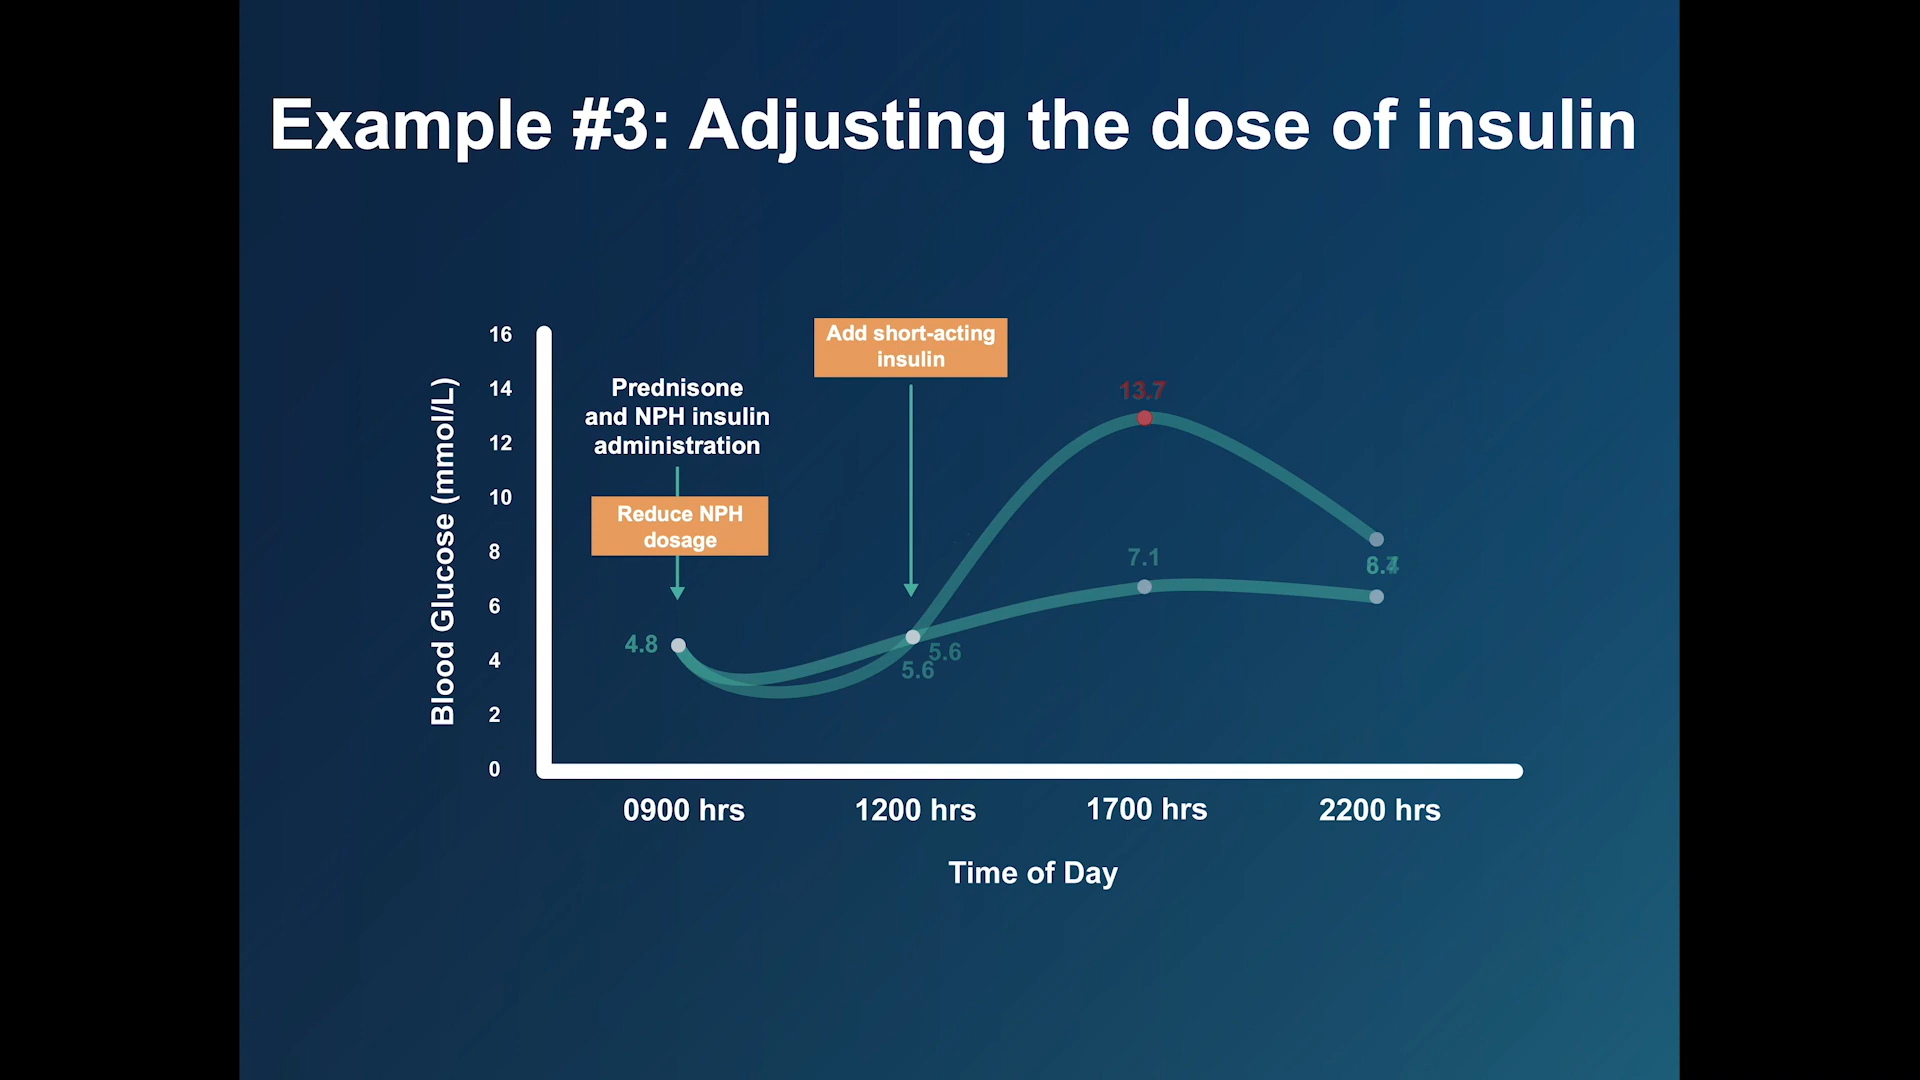 Example #3: Adjusting the dose of insulin
Add short-acting
insulin
Prednisone
and NPH insulin
administration
Reduce NPH
dosage
Blood Glucose (mmol/L)
16
14
12
10
8
6
4
2
0
13.7
7.1
4.8
5.6
5.6
0900 hrs
1200 hrs
1700 hrs
2200 hrs
Time of Day